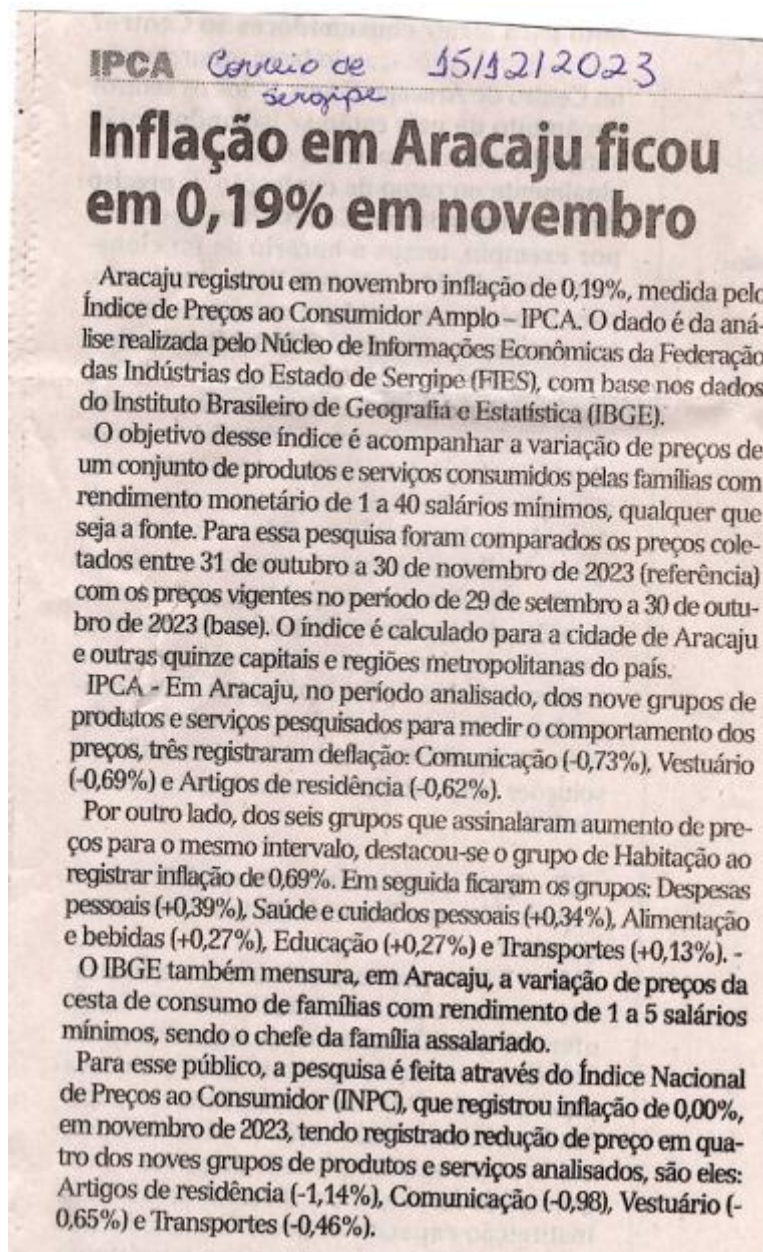 IPCA Correio de 15/12/2023
sergipe
Inflação em Aracaju ficou
em 0,19% em novembro
Aracaju registrou em novembro inflação de 0,19%, medida pelo
Índice de Preços ao Consumidor Amplo – IPCA. O dado é da aná-
lise realizada pelo Núcleo de Informações Econômicas da Federação
das Indústrias do Estado de Sergipe (FIES), com base nos dados
do Instituto Brasileiro de Geografia e Estatística (IBGE).
O objetivo desse índice é acompanhar a variação de preços de
um conjunto de produtos e serviços consumidos pelas famílias com
rendimento monetário de 1 a 40 salários mínimos, qualquer que
seja a fonte. Para essa pesquisa foram comparados os preços cole-
tados entre 31 de outubro a 30 de novembro de 2023 (referência)
com os preços vigentes no período de 29 de setembro a 30 de outu-
bro de 2023 (base). O índice é calculado para a cidade de Aracaju
e outras quinze capitais e regiões metropolitanas do país.
IPCA - Em Aracaju, no período analisado, dos nove grupos de
produtos e serviços pesquisados para medir o comportamento dos
preços, três registraram deflação: Comunicação (-0,73%), Vestuário
(-0,69%) e Artigos de residência (-0,62%).
Por outro lado, dos seis grupos que assinalaram aumento de pre-
ços para o mesmo intervalo, destacou-se o grupo de Habitação ao
registrar inflação de 0,69%. Em seguida ficaram os grupos: Despesas
pessoais (+0,39%), Saúde e cuidados pessoais (+0,34%), Alimentação
e bebidas (+0,27%), Educação (+0,27%) e Transportes (+0,13%). -
O IBGE também mensura, em Aracaju, a variação de preços da
cesta de consumo de famílias com rendimento de 1 a 5 salários
mínimos, sendo o chefe da família assalariado.
Para esse público, a pesquisa é feita através do Índice Nacional
de Preços ao Consumidor (INPC), que registrou inflação de 0,00%,
em novembro de 2023, tendo registrado redução de preço em qua-
tro dos noves grupos de produtos e serviços analisados, são eles:
Artigos de residência (-1,14%), Comunicação (-0,98), Vestuário (-
0,65%) e Transportes (-0,46%).